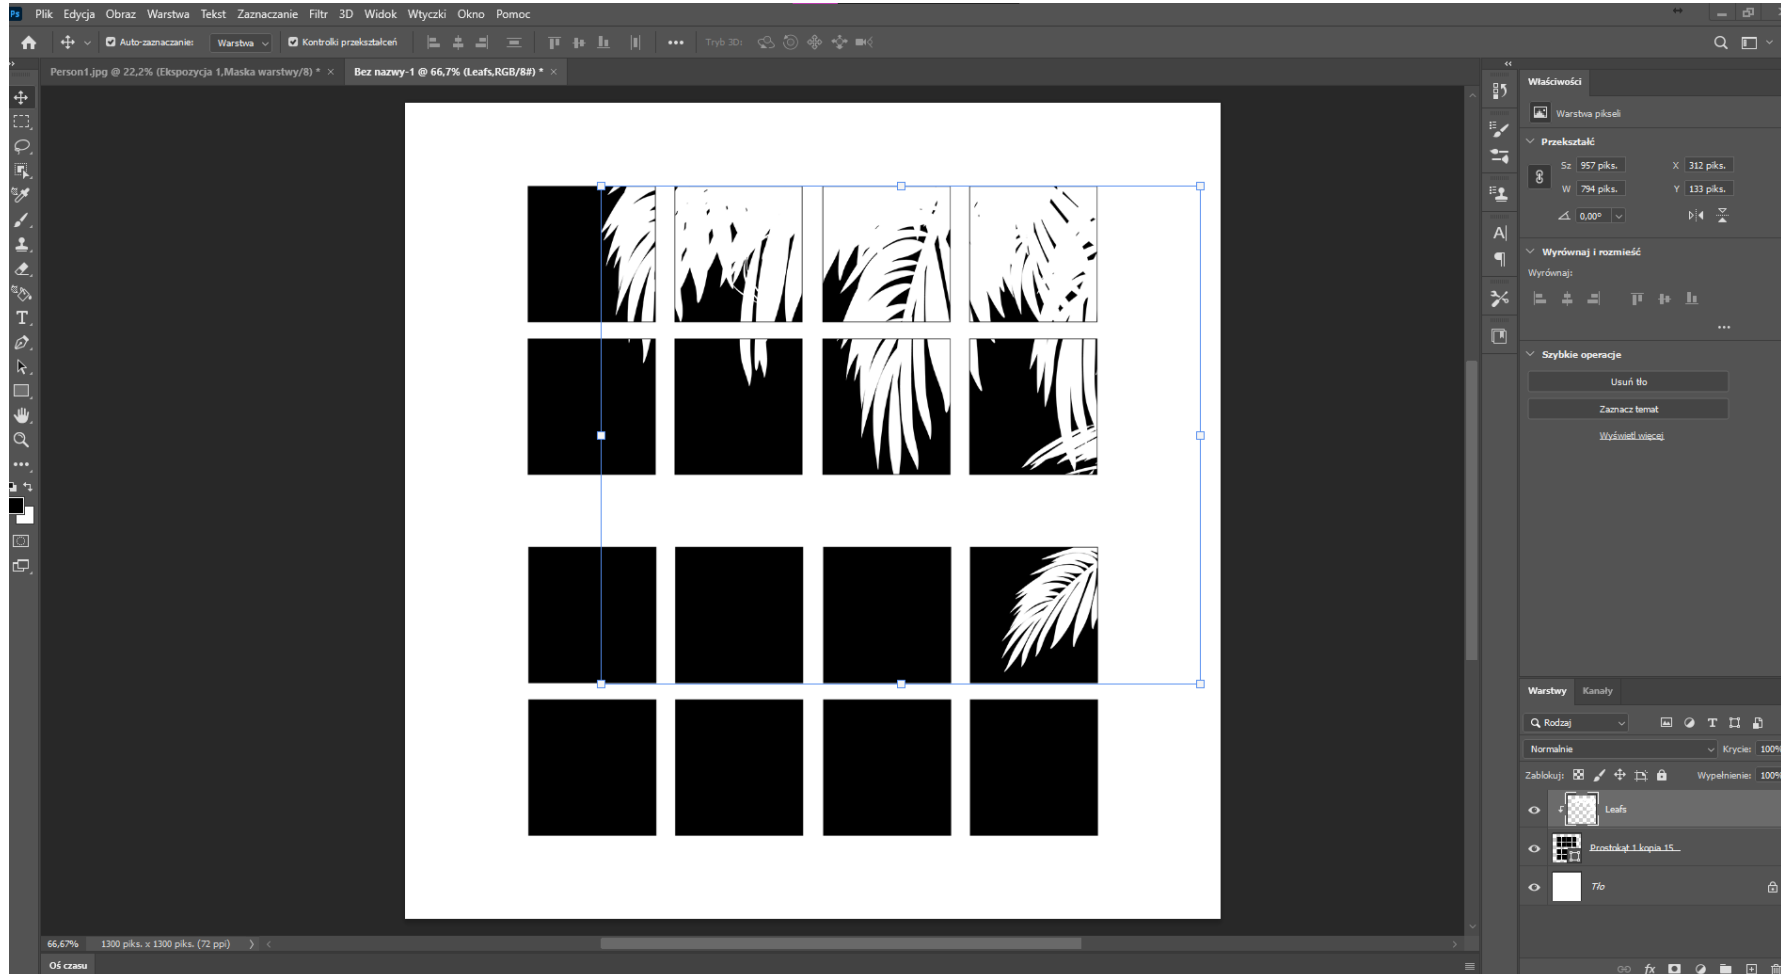 Ps Plik Edycja Obraz Warstwa Tekst Zaznaczanie Filtr 3D Widok Wtyczki Okno Pomoc
Auto-zaznaczanie: Warstwa Kontrolki przekształceń Tryb 3D:
Person1.jpg @ 22,2% (Ekspozycja 1,Maska warstwy/8) * × Bez nazwy-1 @ 66,7% (Leafs,RGB/8#) * ×
Właściwości
Warstwa pikseli
Przekształć
Sz 957 piks. X 312 piks.
W 794 piks. Y 133 piks.
0,00°
Wyrównaj i rozmieść
Wyrównaj:
Szybkie operacje
Usuń tło
Zaznacz temat
Wyświetl więcej
Warstwy Kanały
Rodzaj
Normalnie Krycie: 100%
Zablokuj: Wypełnienie: 100%
Leafs
Prostokąt 1 kopia 15...
Tło
fx
66,67% 1300 piks. x 1300 piks. (72 ppi)
Oś czasu